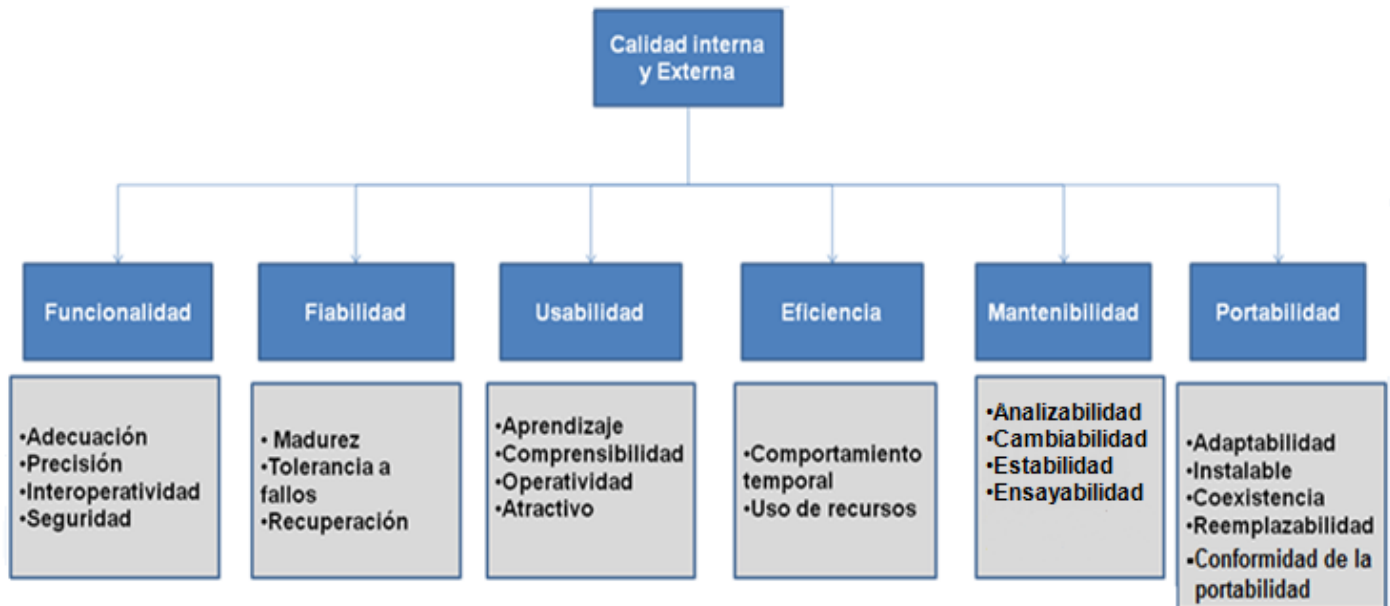 Calidad interna
y Externa
Funcionalidad
Fiabilidad
Usabilidad
Eficiencia
Mantenibilidad
Portabilidad
•Adecuación
•Precisión
•Interoperatividad
•Seguridad
• Madurez
•Tolerancia a
fallos
•Recuperación
•Aprendizaje
•Comprensibilidad
•Operatividad
•Atractivo
•Comportamiento
temporal
•Uso de recursos
•Analizabilidad
•Cambiabilidad
•Estabilidad
•Ensayabilidad
•Adaptabilidad
•Instalable
•Coexistencia
•Reemplazabilidad
▪Conformidad de la
portabilidad